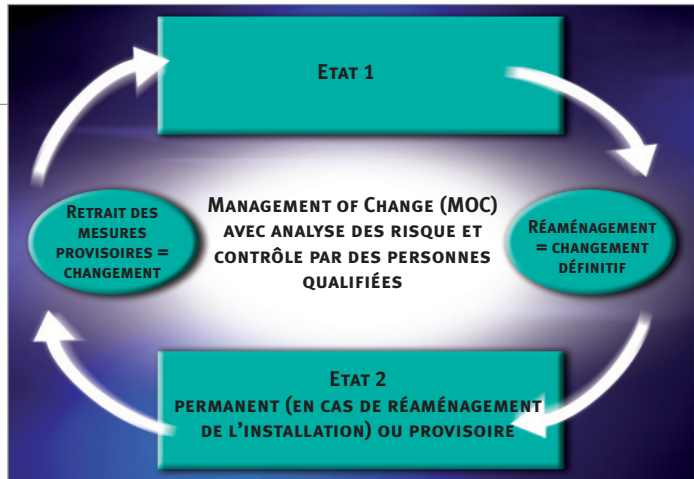 ETAT 1
RETRAIT DES
MESURES
PROVISOIRES =
CHANGEMENT
MANAGEMENT OF CHANGE (MOC)
AVEC ANALYSE DES RISQUE ET
CONTRÔLE PAR DES PERSONNES
QUALIFIÉES
RÉAMÉNAGEMENT
= CHANGEMENT
DÉFINITIF
ETAT 2
PERMANENT (EN CAS DE RÉAMÉNAGEMENT
DE L'INSTALLATION) OU PROVISOIRE